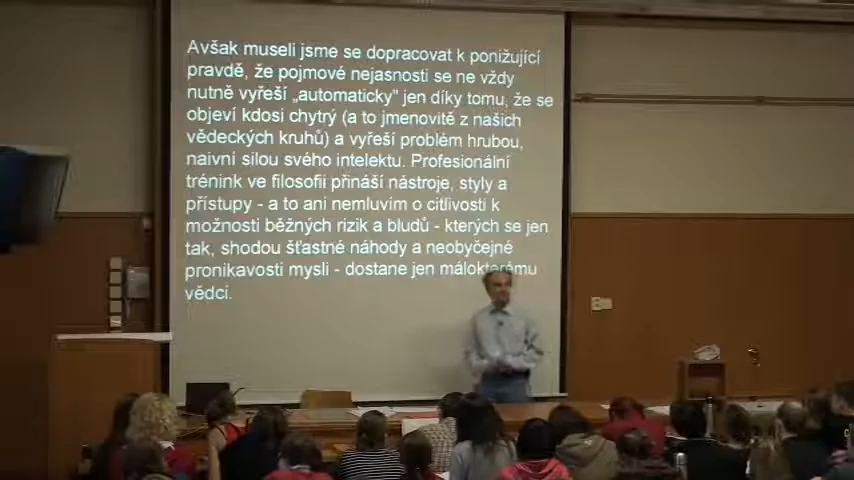 Avšak museli jsme se dopracovat k ponižující
pravdě, že pojmové nejasnosti se ne vždy
nutně vyřeší „automaticky" jen díky tomu, že se
objeví kdosi chytrý (a to jmenovitě z našich
vědeckých kruhů) a vyřeší problém hrubou,
naivní silou svého intelektu. Profesionální
trénink ve filosofii přináší nástroje, styly a
přístupy - a to ani nemluvím o citlivosti k
možnosti běžných rizik a bludů - kterých se jen
tak, shodou šťastné náhody a neobyčejné
pronikavosti mysli - dostane jen málokterému
vědci.